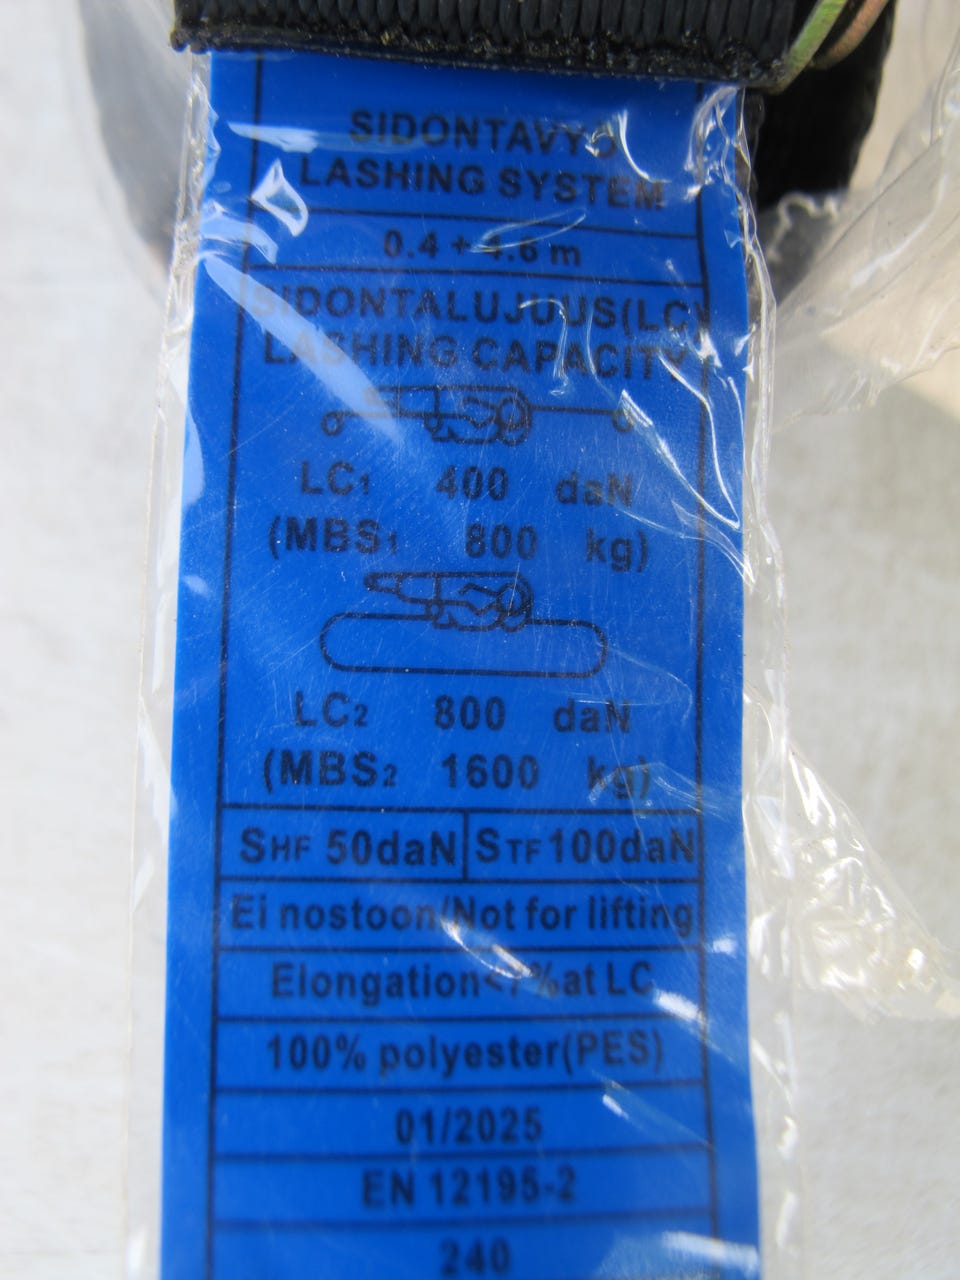 SIDONTAVYÖ
LASHING SYSTEM
0.4 + 4.6 m
SIDONTALUJUUS(LC)
LASHING CAPACITY
LC1 400 daN
(MBS1 800 kg)
LC2 800 daN
(MBS2 1600 kg)
SHF 50daN STF 100daN
Ei nostoon/Not for lifting
Elongation<7%at LC
100% polyester(PES)
01/2025
EN 12195-2
240